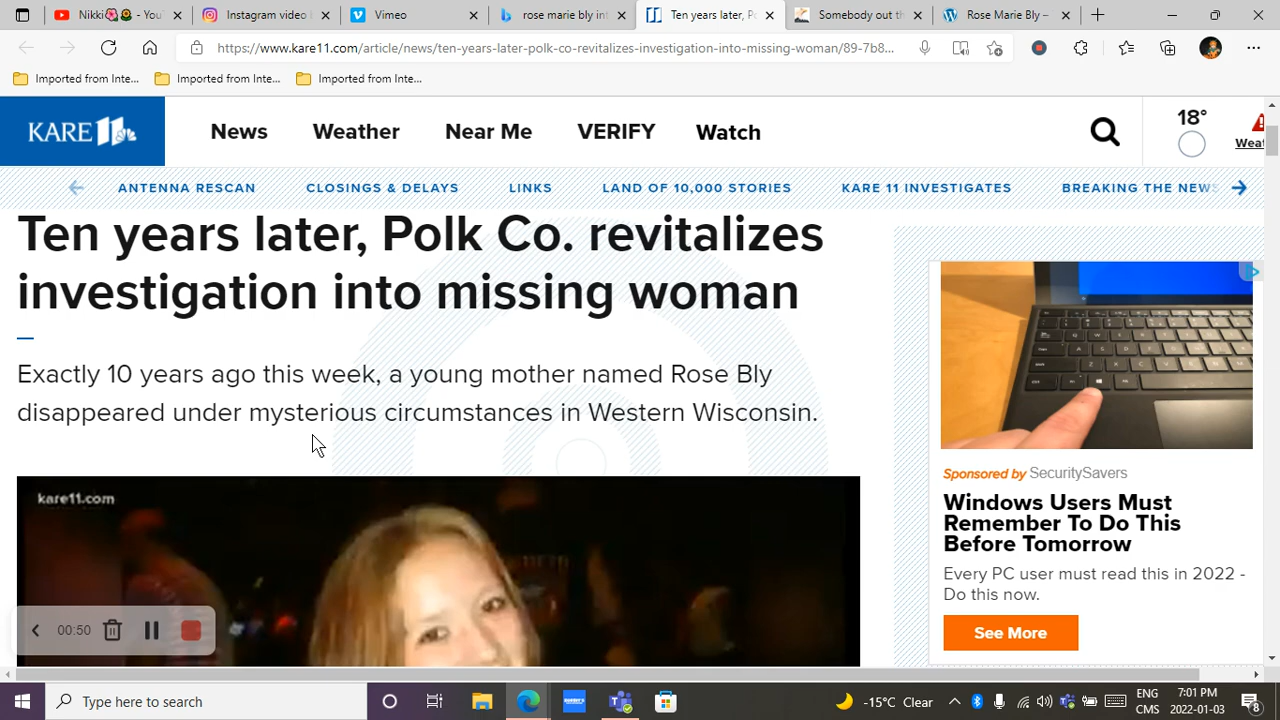 Nikki - You
Instagram video
Vimeo
rose marie bly int
Ten years later, P
Somebody out th
Rose Marie Bly –
https://www.kare11.com/article/news/ten-years-later-polk-co-revitalizes-investigation-into-missing-woman/89-7b8...
Imported from Inte...
Imported from Inte...
Imported from Inte...
KARE 11
News
Weather
Near Me
VERIFY
Watch
18°
Weat
ANTENNA RESCAN
CLOSINGS & DELAYS
LINKS
LAND OF 10,000 STORIES
KARE 11 INVESTIGATES
BREAKING THE NEWS
Ten years later, Polk Co. revitalizes
investigation into missing woman
Exactly 10 years ago this week, a young mother named Rose Bly
disappeared under mysterious circumstances in Western Wisconsin.
kare11.com
00:50
Sponsored by SecuritySavers
Windows Users Must
Remember To Do This
Before Tomorrow
Every PC user must read this in 2022 -
Do this now.
See More
Type here to search
-15°C Clear
ENG
CMS
7:01 PM
2022-01-03
8